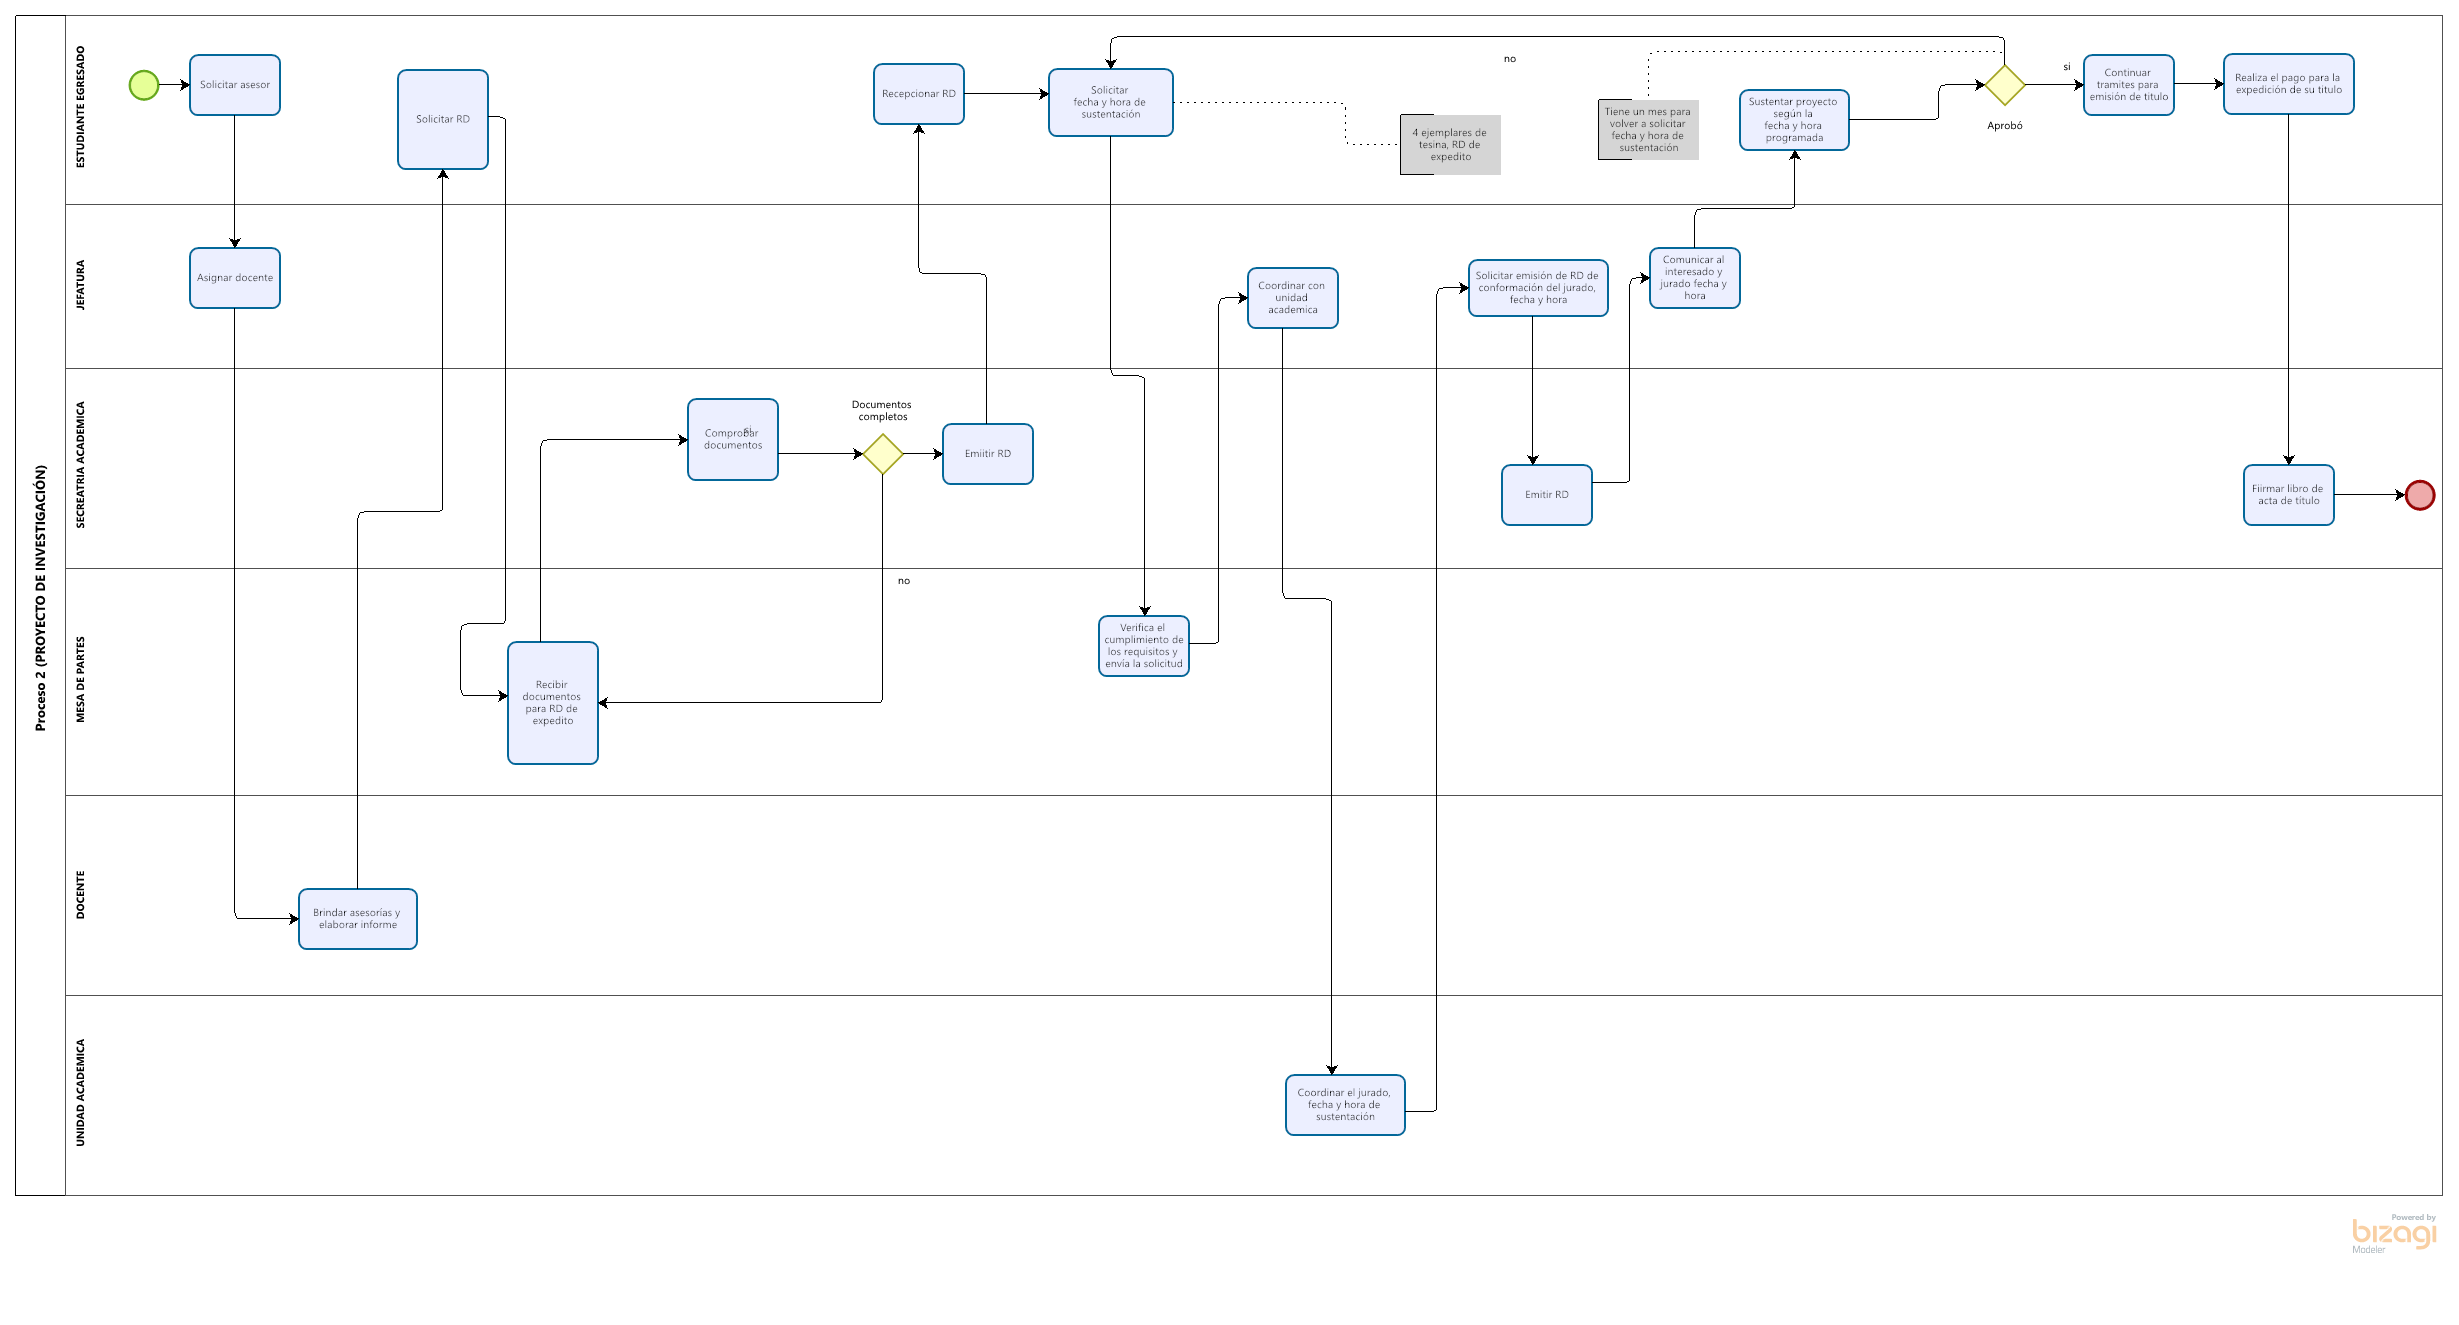 Proceso 2 (PROYECTO DE INVESTIGACIÓN)
ESTUDIANTE EGRESADO
Solicitar asesor
Solicitar RD
Recepcionar RD
Solicitar
fecha y hora de
sustentación
no
4 ejemplares de
tesina, RD de
expedito
Tiene un mes para
volver a solicitar
fecha y hora de
sustentación
Sustentar proyecto
según la
fecha y hora
programada
Aprobó
si
Continuar
tramites para
emisión de titulo
Realiza el pago para la
expedición de su titulo
JEFATURA
Asignar docente
Coordinar con
unidad
academica
Solicitar emisión de RD de
conformación del jurado,
fecha y hora
Comunicar al
interesado y
jurado fecha y
hora
SECREATRIA ACADEMICA
Comprobar
documentos
si
Documentos
completos
Emiitir RD
Emitir RD
Fiirmar libro de
acta de título
MESA DE PARTES
no
Recibir
documentos
para RD de
expedito
Verifica el
cumplimiento de
los requisitos y
envía la solicitud
DOCENTE
Brindar asesorías y
elaborar informe
UNIDAD ACADEMICA
Coordinar el jurado,
fecha y hora de
sustentación
Powered by
bizagi
Modeler